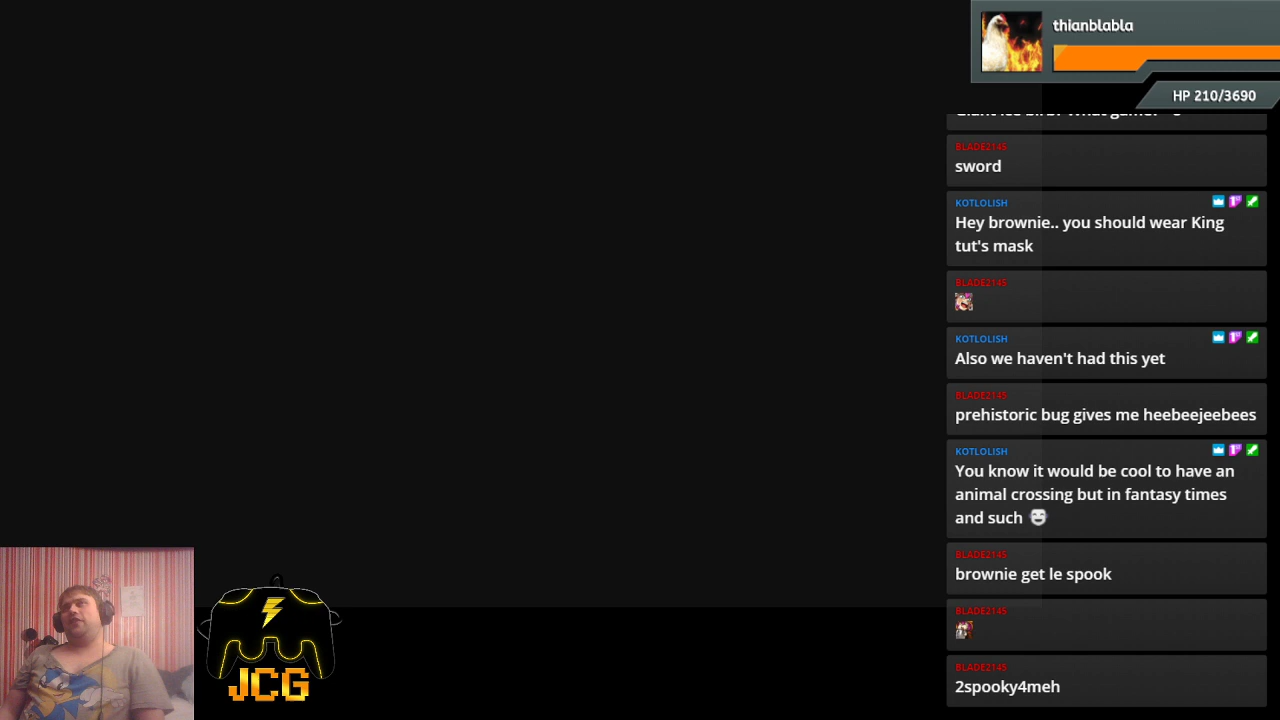 thianblabla
HP 210/3690
BLADE2145
sword
KOTLOLISH
Hey brownie.. you should wear King
tut's mask
BLADE2145
KOTLOLISH
Also we haven't had this yet
BLADE2145
prehistoric bug gives me heebeejeebees
KOTLOLISH
You know it would be cool to have an
animal crossing but in fantasy times
and such
BLADE2145
brownie get le spook
BLADE2145
BLADE2145
2spooky4meh
JCG